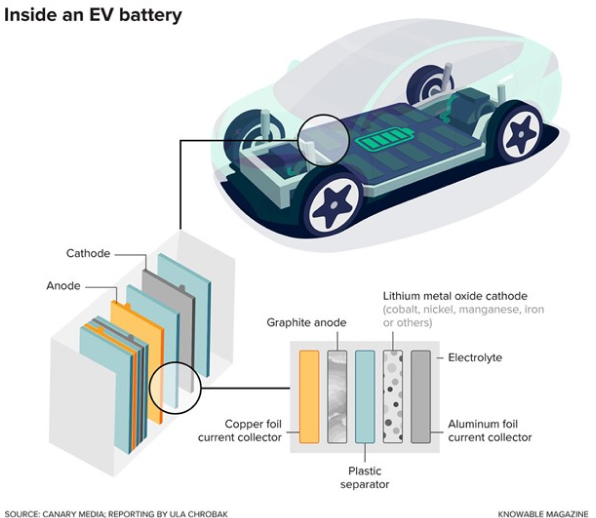 Inside an EV battery
Cathode
Anode
Graphite anode
Lithium metal oxide cathode
(cobalt, nickel, manganese, iron
or others)
Electrolyte
Copper foil
current collector
Plastic
separator
Aluminum foil
current collector
SOURCE: CANARY MEDIA; REPORTING BY ULA CHROBAK
KNOWABLE MAGAZINE